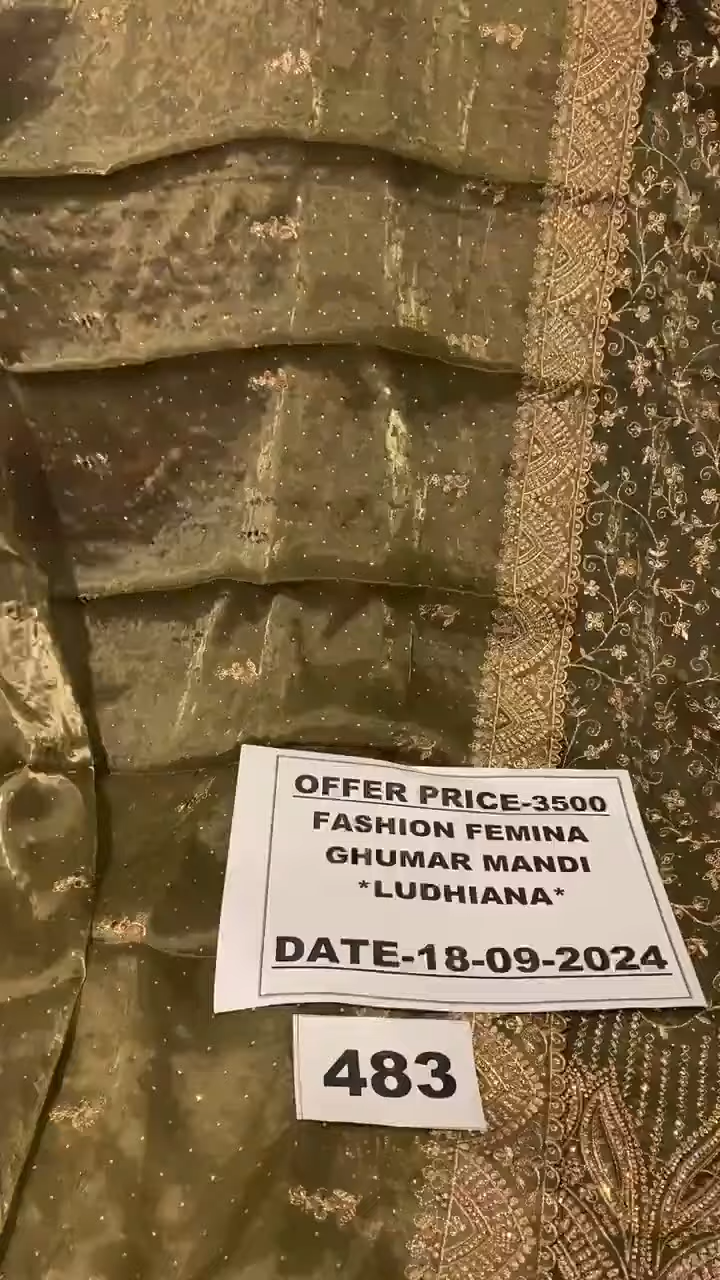 OFFER PRICE-3500
FASHION FEMINA
GHUMAR MANDI
*LUDHIANA*
DATE-18-09-2024
483